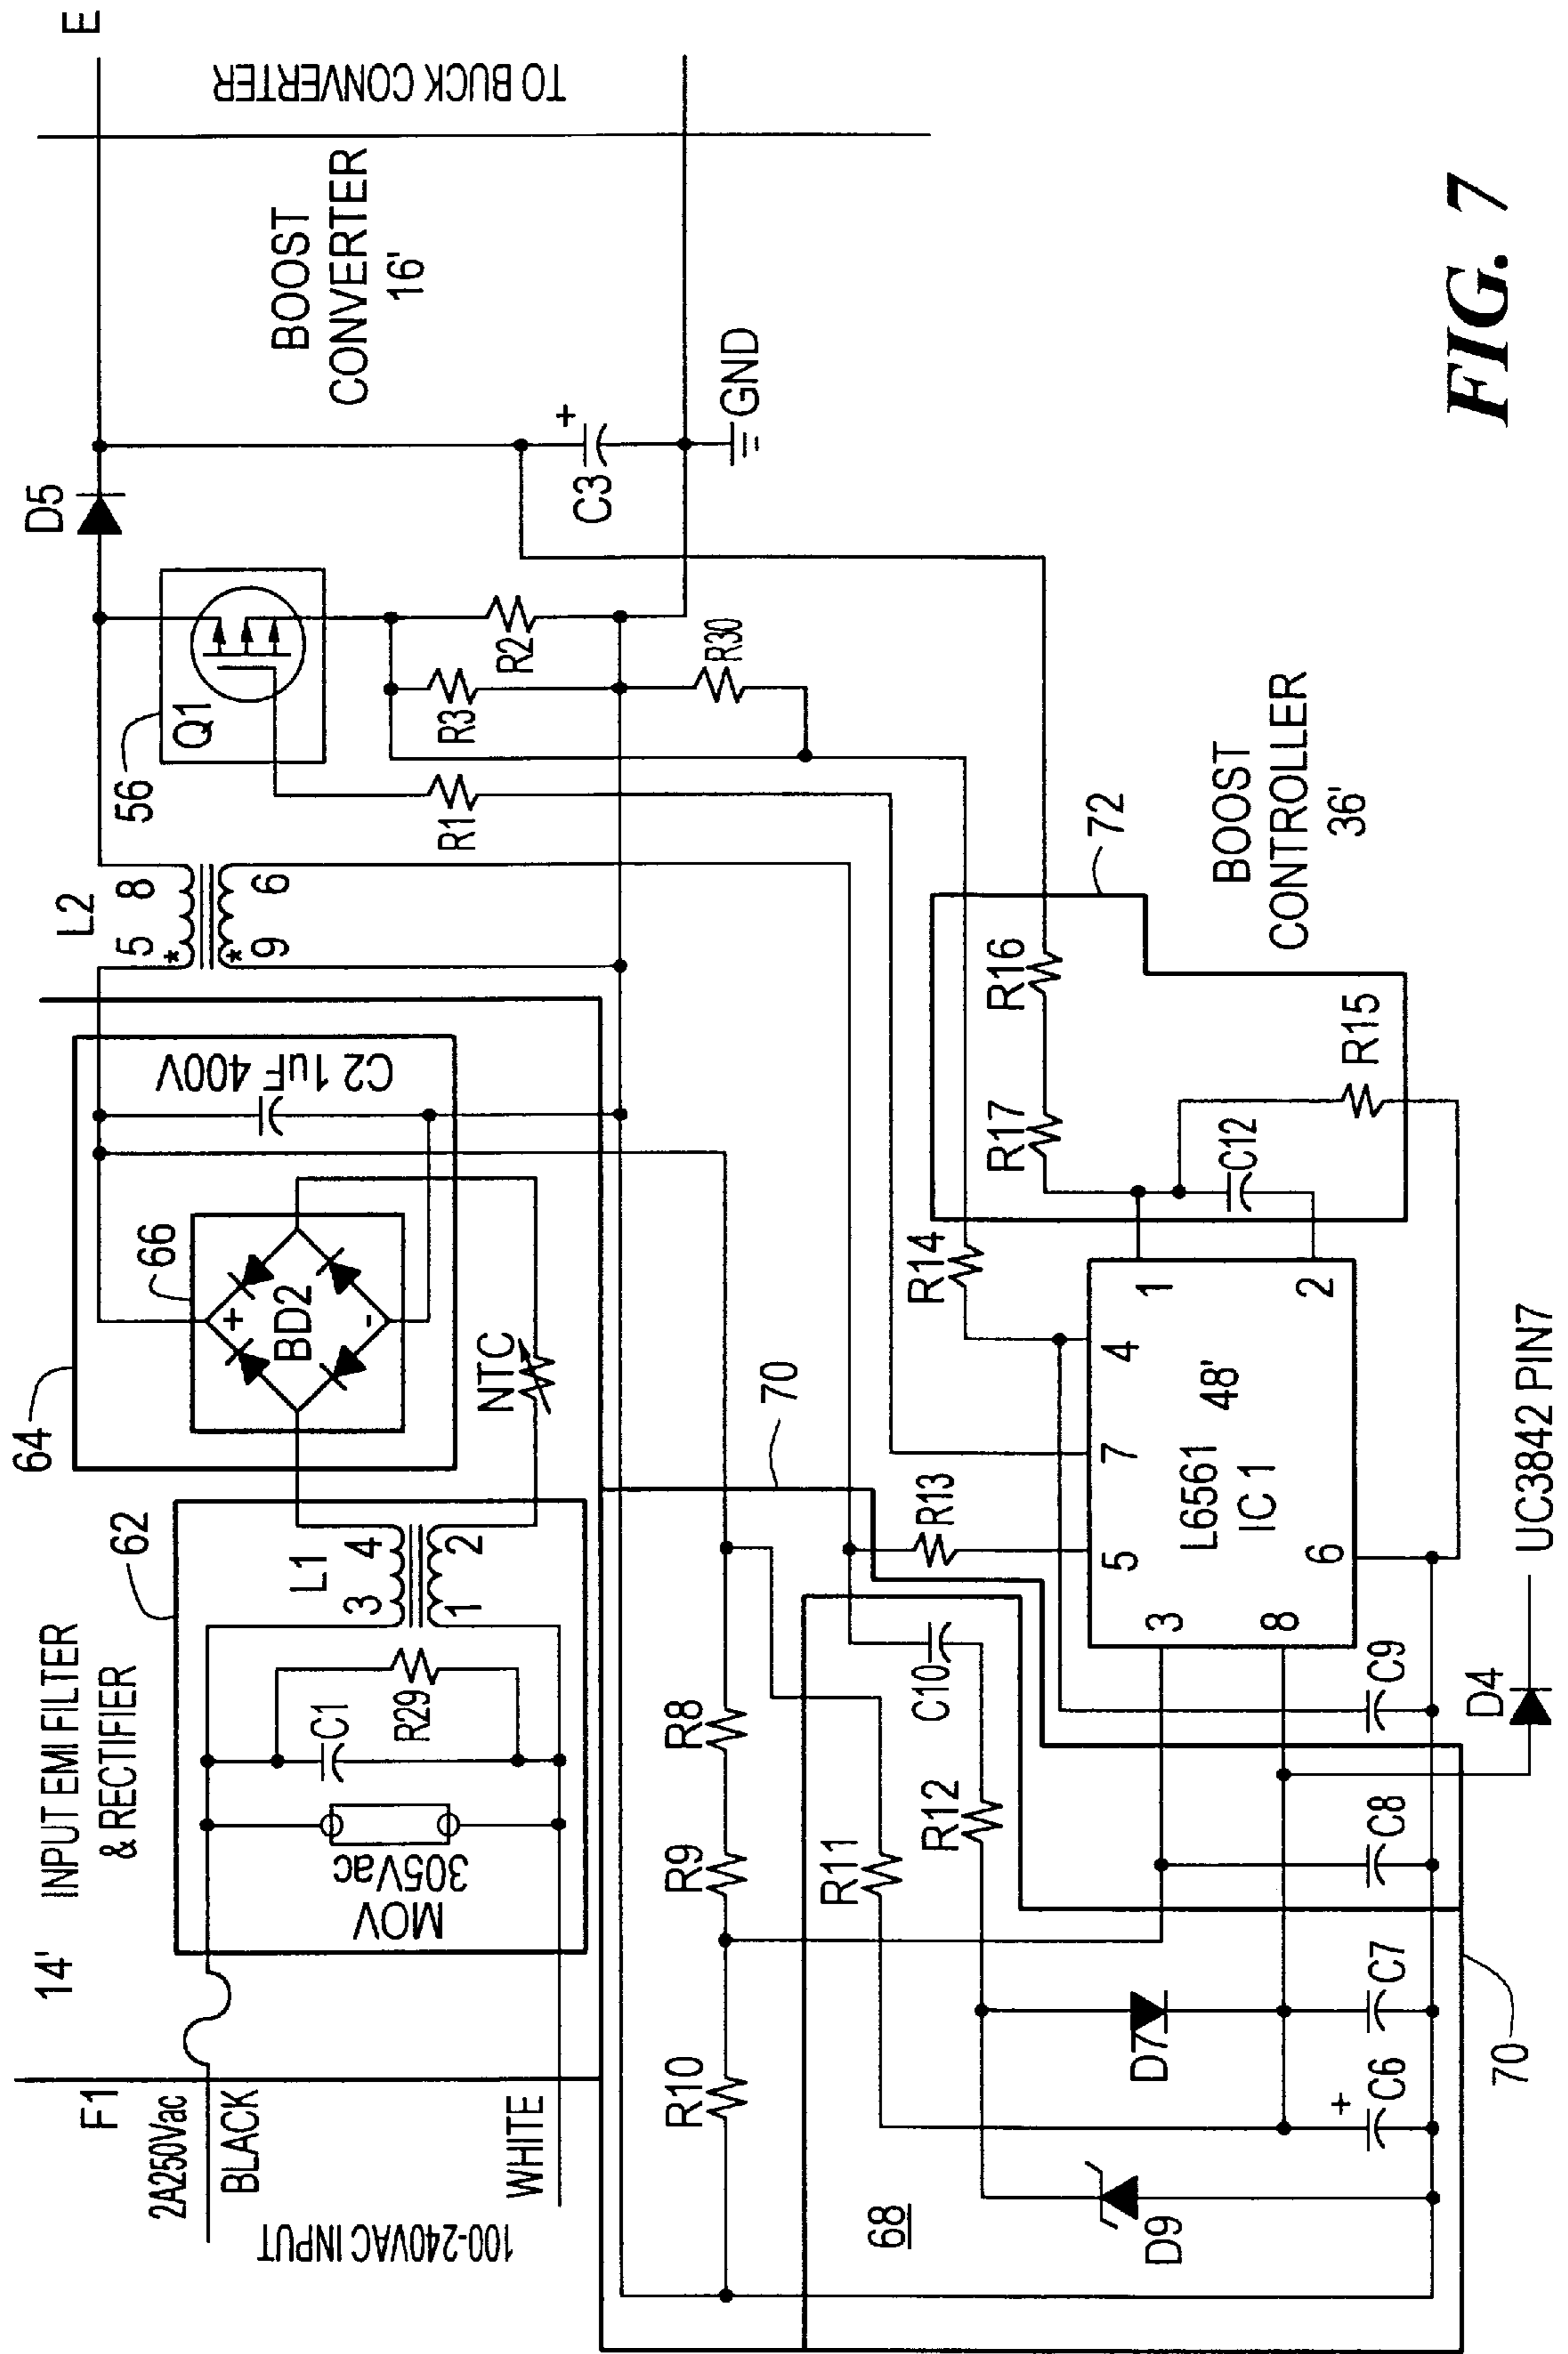 14'
INPUT EMI FILTER
& RECTIFIER
62
64
66
L2
56
D5
E
F1
2A250Vac
BLACK
WHITE
100-240VAC INPUT
MOV
305Vac
C1
R29
L1
3 4
1 2
NTC
+
BD2
-
C2 1uF 400V
5 8
* *
9 6
Q1
R1
R3
R2
R30
C3
+
GND
BOOST
CONVERTER
16'
TO BUCK CONVERTER
R10
R9
R8
70
68
R11
R12
C10
R13
R14
72
R17
R16
R15
C12
BOOST
CONTROLLER
36'
D9
D7
C6
+
C7
C8
C9
3
8
5
7
4
1
2
6
L6561
48'
IC 1
70
D4
UC3842 PIN7
FIG. 7